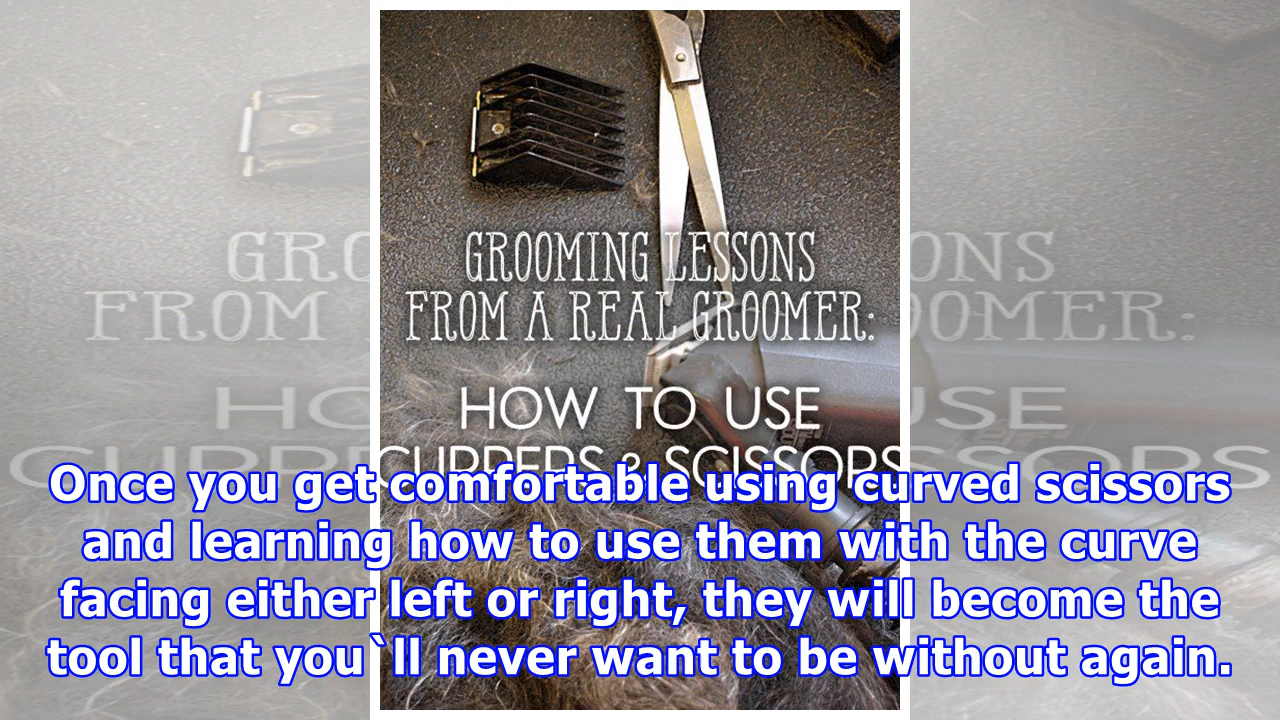 GROOMING LESSONS
FROM A REAL GROOMER:
HOW TO USE
CLIPPERS & SCISSORS
Once you get comfortable using curved scissors
and learning how to use them with the curve
facing either left or right, they will become the
tool that you`ll never want to be without again.